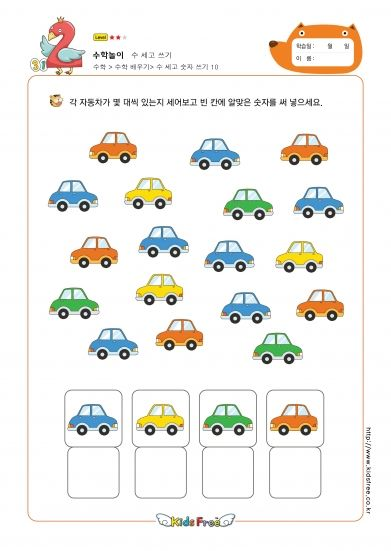 Level ★★
수학놀이 수 세고 쓰기
수학 > 수학 배우기> 수 세고 숫자 쓰기 10
학습일 : 월 일
이 름 :
각 자동차가 몇 대씩 있는지 세어보고 빈 칸에 알맞은 숫자를 써 넣으세요.
http://www.kidsfree.co.kr
Kids Free